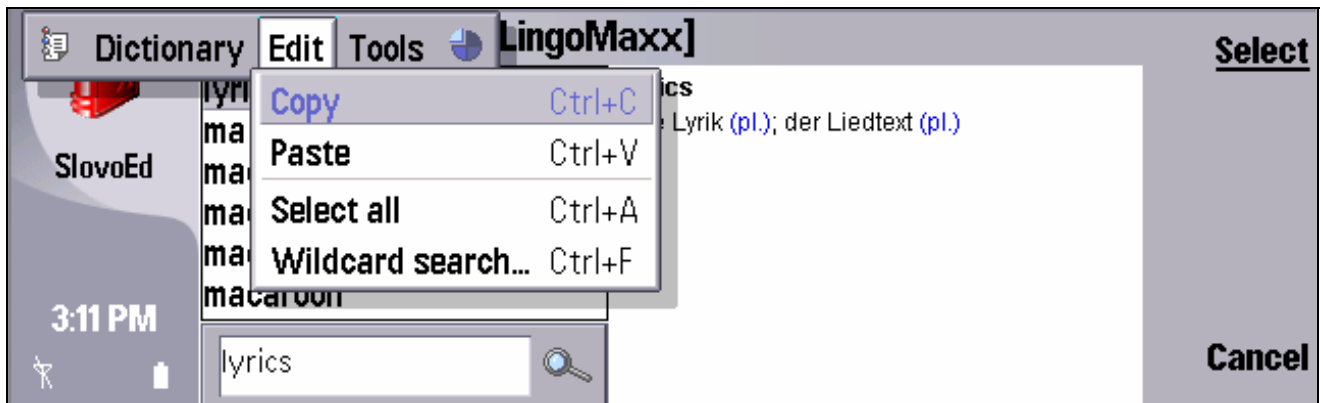 Dictionary Edit Tools LingoMaxx]
Select
Copy Ctrl+C
Paste Ctrl+V
Select all Ctrl+A
Wildcard search... Ctrl+F
Lyrik (pl.); der Liedtext (pl.)
SlovoEd
macaroon
3:11 PM
lyrics
Cancel